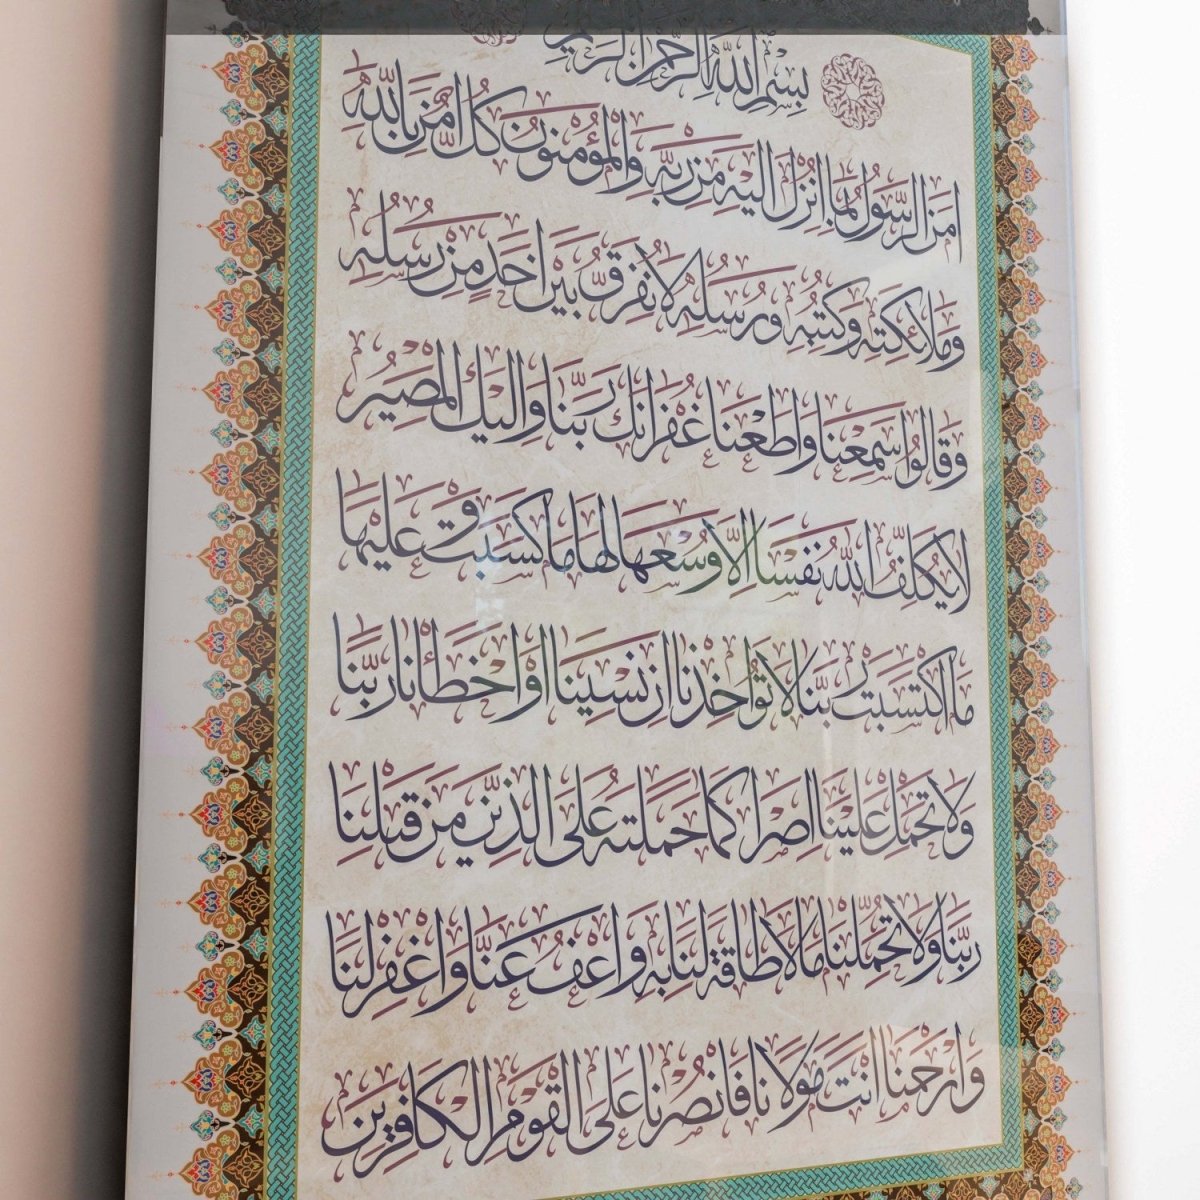 بسم الله الرحمن الرحيم
امن الرسول بما انزل اليه من ربه والمؤمنون كل امن بالله
وملائكته وكتبه ورسله لا نفرق بين احد من رسله
وقالوا سمعنا واطعنا غفرانك ربنا واليك المصير
لا يكلف الله نفسا الا وسعها لها ما كسبت وعليها
ما اكتسبت ربنا لا تؤاخذنا ان نسينا او اخطأنا ربنا
ولا تحمل علينا اصرا كما حملته على الذين من قبلنا
ربنا ولا تحملنا ما لا طاقة لنا به واعف عنا واغفر لنا
وارحمنا انت مولانا فانصرنا على القوم الكافرين